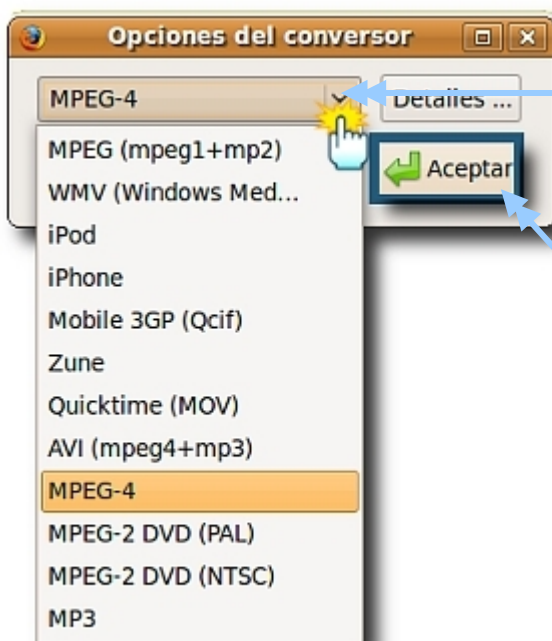 Opciones del conversor
MPEG-4
Detalles ...
Aceptar
MPEG (mpeg1+mp2)
WMV (Windows Med...
iPod
iPhone
Mobile 3GP (Qcif)
Zune
Quicktime (MOV)
AVI (mpeg4+mp3)
MPEG-4
MPEG-2 DVD (PAL)
MPEG-2 DVD (NTSC)
MP3